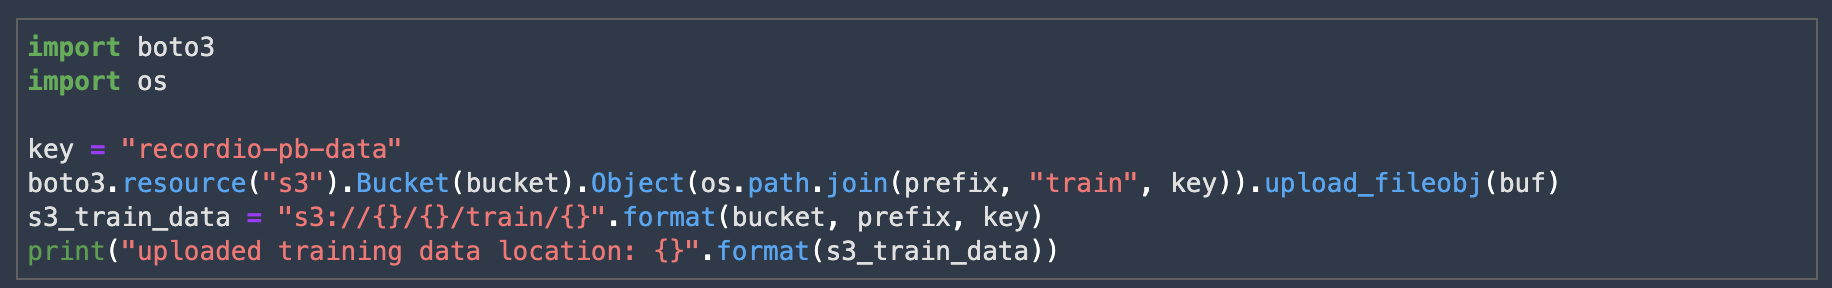 import boto3
import os
key = "recordio-pb-data"
boto3.resource("s3").Bucket(bucket).Object(os.path.join(prefix, "train", key)).upload_fileobj(buf)
s3_train_data = "s3://{}/{}/train/{}".format(bucket, prefix, key)
print("uploaded training data location: {}".format(s3_train_data))